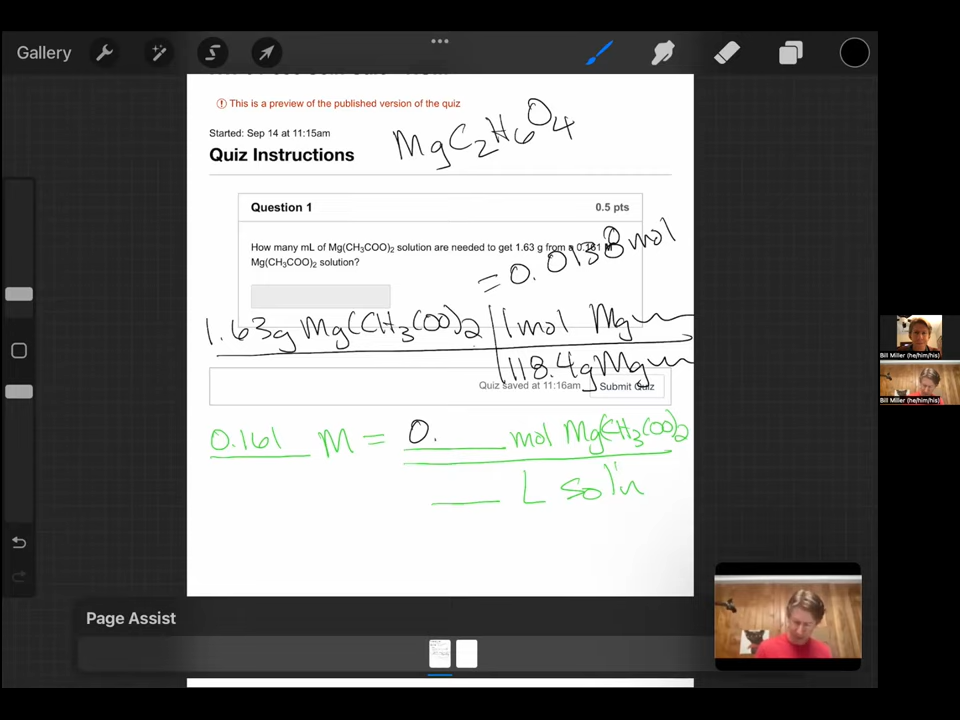 Gallery
This is a preview of the published version of the quiz
Started: Sep 14 at 11:15am
Quiz Instructions
MgC2H6O4
Question 1
0.5 pts
How many mL of Mg(CH3COO)2 solution are needed to get 1.63 g from a 0.161 M
Mg(CH3COO)2 solution?
= 0.0138 mol
1.63g Mg(CH3COO)2 | 1 mol Mg
118.4g Mg
Quiz saved at 11:16am
Submit Quiz
0.161 M = 0. mol Mg(CH3COO)2
L sol'n
Page Assist
Bill Miller (he/him/his)
Bill Miller (he/him/his)